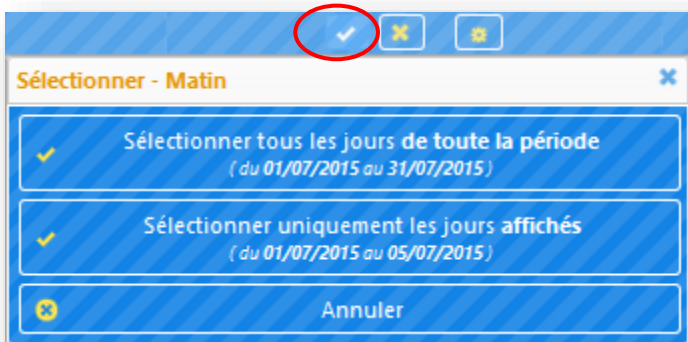 Sélectionner - Matin
Sélectionner tous les jours de toute la période
( du 01/07/2015 au 31/07/2015 )
Sélectionner uniquement les jours affichés
( du 01/07/2015 au 05/07/2015 )
Annuler